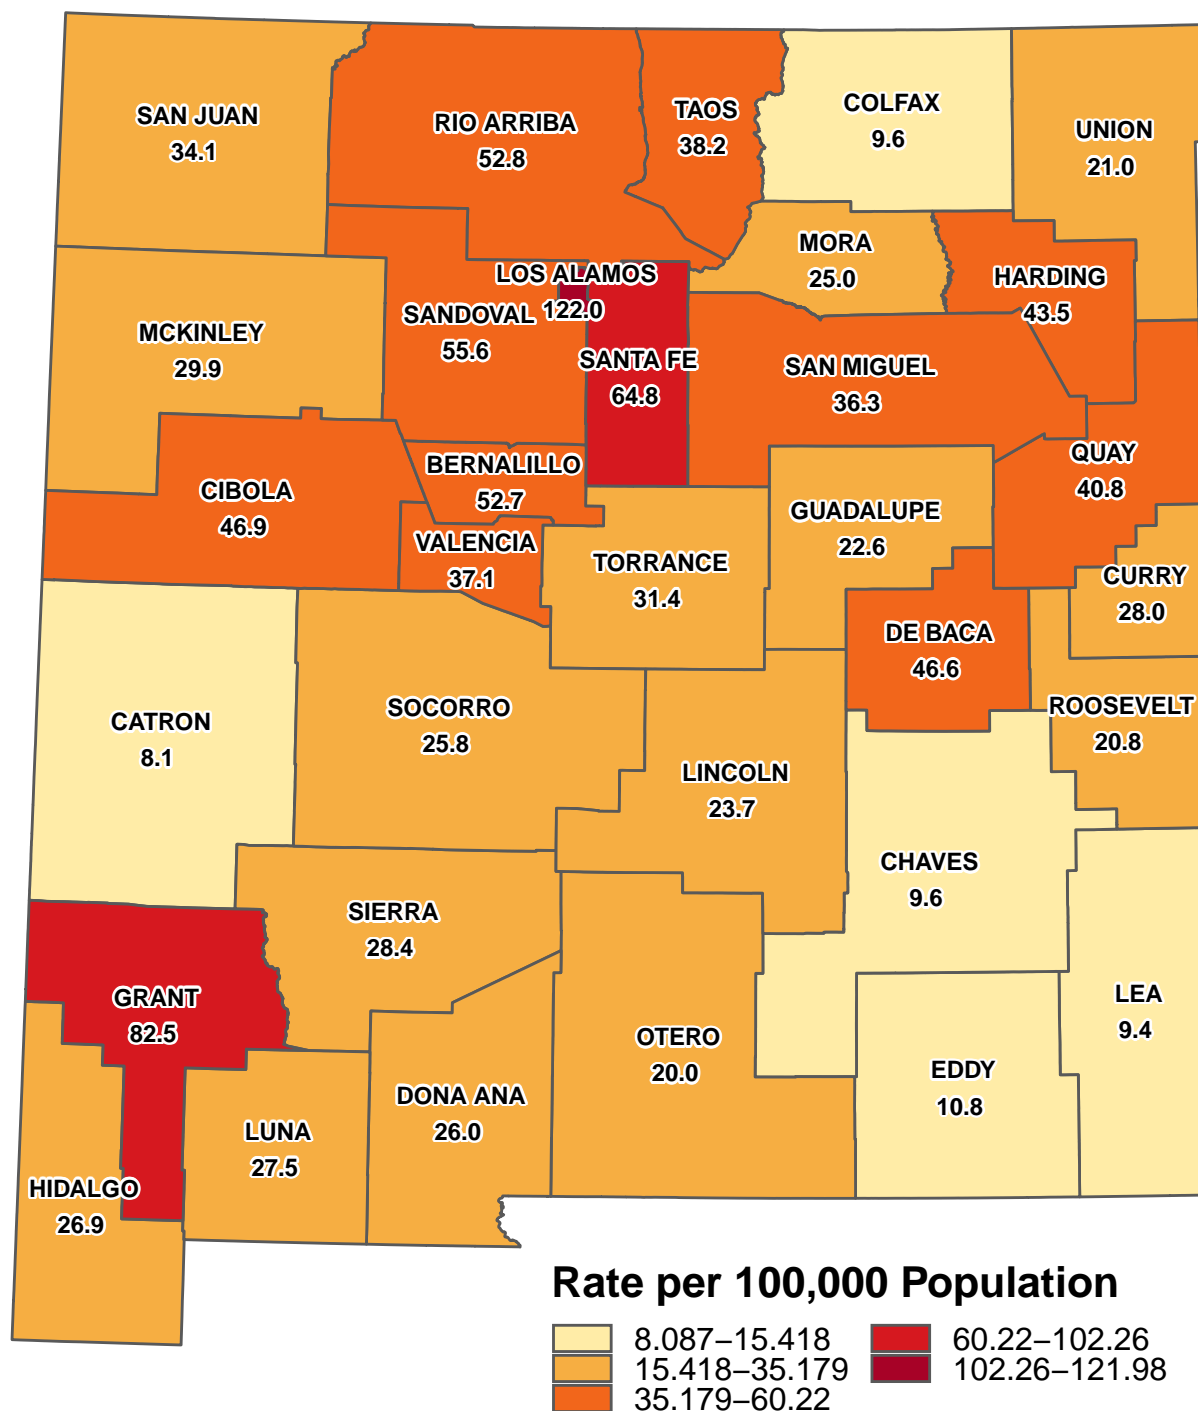 SAN JUAN
34.1
RIO ARRIBA
52.8
TAOS
38.2
COLFAX
9.6
UNION
21.0
MORA
25.0
HARDING
43.5
LOS ALAMOS
122.0
SANDOVAL
55.6
MCKINLEY
29.9
SANTA FE
64.8
SAN MIGUEL
36.3
QUAY
40.8
BERNALILLO
52.7
CIBOLA
46.9
GUADALUPE
22.6
VALENCIA
37.1
TORRANCE
31.4
CURRY
28.0
DE BACA
46.6
ROOSEVELT
20.8
CATRON
8.1
SOCORRO
25.8
LINCOLN
23.7
CHAVES
9.6
SIERRA
28.4
GRANT
82.5
LEA
9.4
OTERO
20.0
EDDY
10.8
DONA ANA
26.0
LUNA
27.5
HIDALGO
26.9
Rate per 100,000 Population
8.087–15.418
15.418–35.179
35.179–60.22
60.22–102.26
102.26–121.98